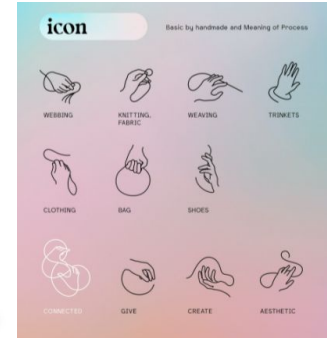 icon
Basic by handmade and Meaning of Process
WEBBING
KNITTING,
FABRIC
WEAVING
TRINKETS
CLOTHING
BAG
SHOES
CONNECTED
GIVE
CREATE
AESTHETIC